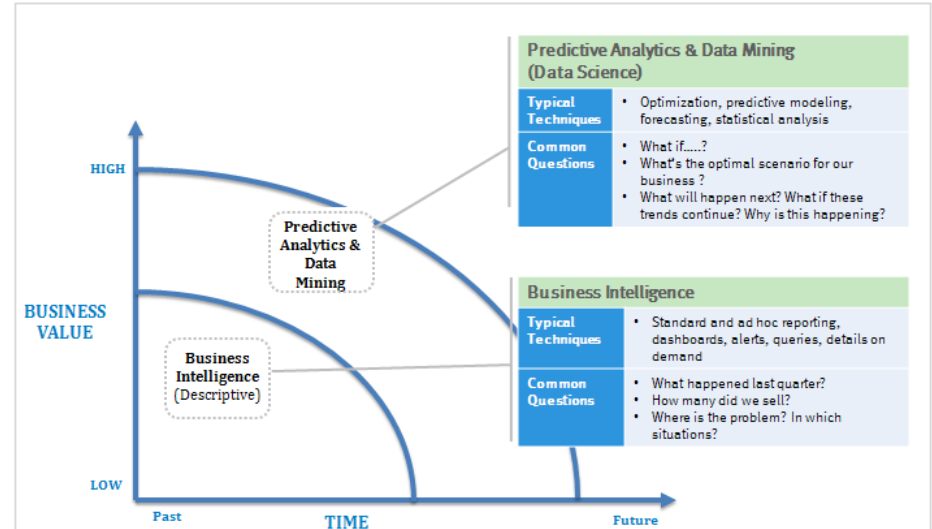 Predictive Analytics & Data Mining
(Data Science)
Typical
Techniques
• Optimization, predictive modeling,
forecasting, statistical analysis
Common
Questions
• What if.....?
• What's the optimal scenario for our
business ?
• What will happen next? What if these
trends continue? Why is this happening?
HIGH
Predictive
Analytics &
Data
Mining
BUSINESS
VALUE
Business
Intelligence
(Descriptive)
Business Intelligence
Typical
Techniques
• Standard and ad hoc reporting,
dashboards, alerts, queries, details on
demand
Common
Questions
• What happened last quarter?
• How many did we sell?
• Where is the problem? In which
situations?
LOW
Past
TIME
Future